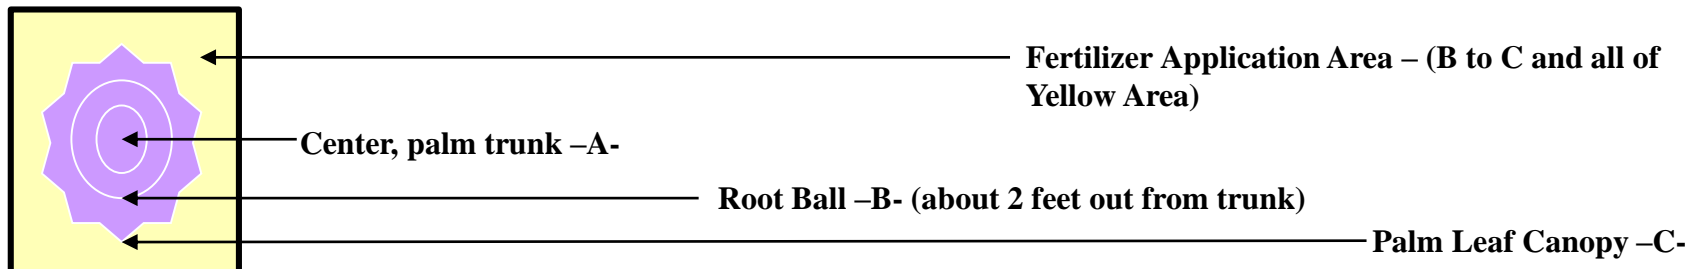 Fertilizer Application Area – (B to C and all of
Yellow Area)
Center, palm trunk –A-
Root Ball –B- (about 2 feet out from trunk)
Palm Leaf Canopy –C-